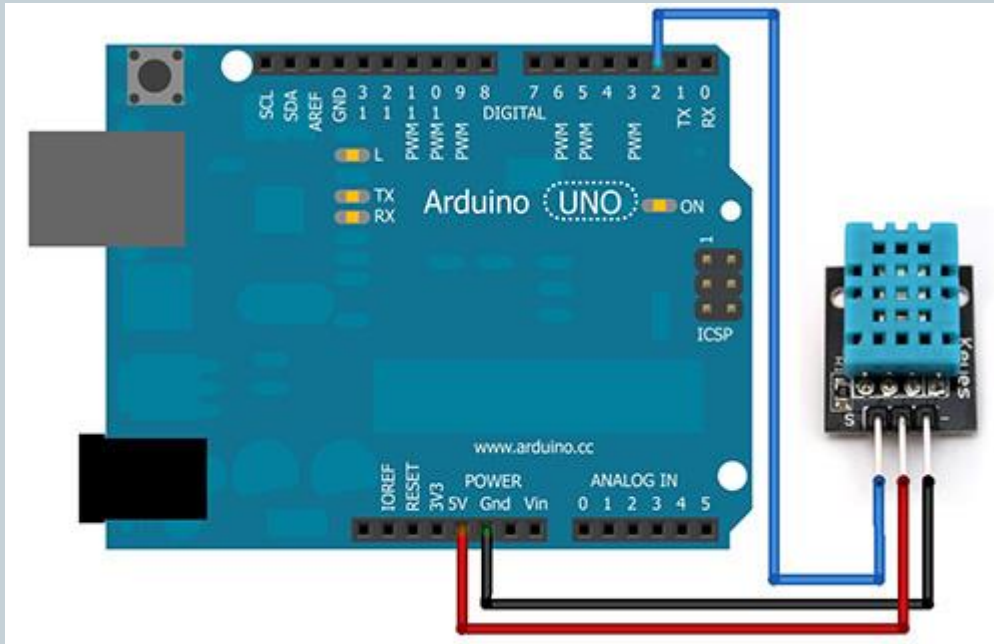 SCL SDA AREF GND 13 12 11 10 9 8 7 6 5 4 3 2 1 0
DIGITAL
PWM PWM PWM PWM PWM PWM TX RX
L
TX
RX
Arduino UNO ON
1
ICSP
Keyes
S -
www.arduino.cc
POWER ANALOG IN
IOREF RESET 3V3 5V Gnd Vin 0 1 2 3 4 5